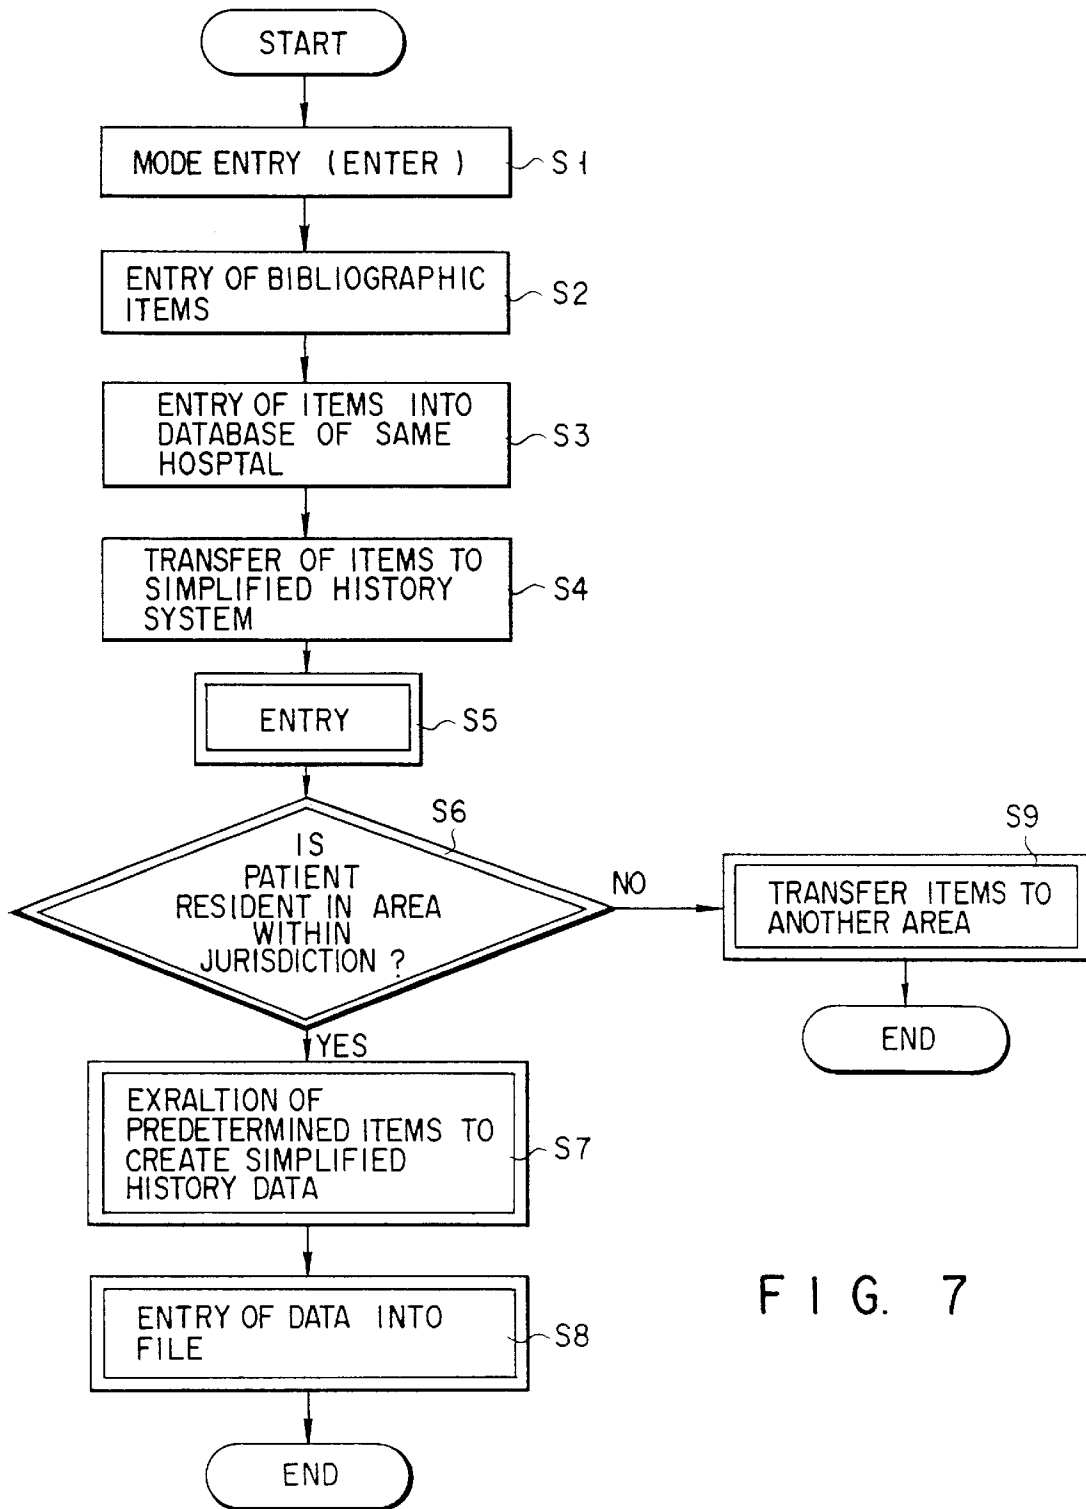 START
MODE ENTRY (ENTER)
S1
ENTRY OF BIBLIOGRAPHIC
ITEMS
S2
ENTRY OF ITEMS INTO
DATABASE OF SAME
HOSPTAL
S3
TRANSFER OF ITEMS TO
SIMPLIFIED HISTORY
SYSTEM
S4
ENTRY
S5
S6
IS
PATIENT
RESIDENT IN AREA
WITHIN
JURISDICTION?
NO
S9
TRANSFER ITEMS TO
ANOTHER AREA
END
YES
EXRALTION OF
PREDETERMINED ITEMS TO
CREATE SIMPLIFIED
HISTORY DATA
S7
ENTRY OF DATA INTO
FILE
S8
END
FIG. 7